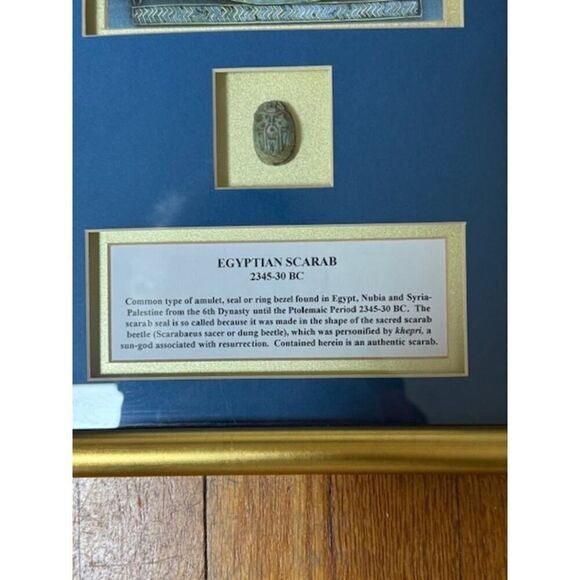 EGYPTIAN SCARAB
2345-30 BC
Common type of amulet, seal or ring bezel found in Egypt, Nubia and Syria-
Palestine from the 6th Dynasty until the Ptolemaic Period 2345-30 BC. The
scarab seal is so called because it was made in the shape of the sacred scarab
beetle (Scarabaeus sacer or dung beetle), which was personified by khepri, a
sun-god associated with resurrection. Contained herein is an authentic scarab.